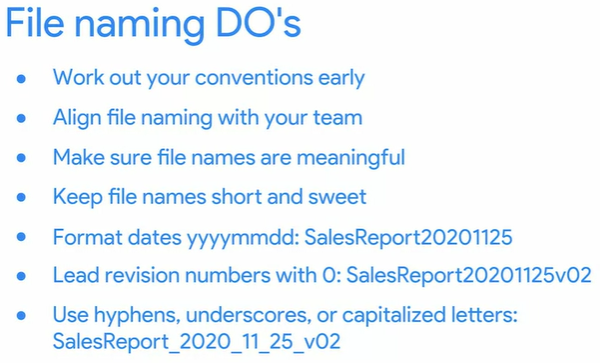 File naming DO's
• Work out your conventions early
• Align file naming with your team
• Make sure file names are meaningful
• Keep file names short and sweet
• Format dates yyyymmdd: SalesReport20201125
• Lead revision numbers with 0: SalesReport20201125v02
• Use hyphens, underscores, or capitalized letters:
SalesReport_2020_11_25_v02